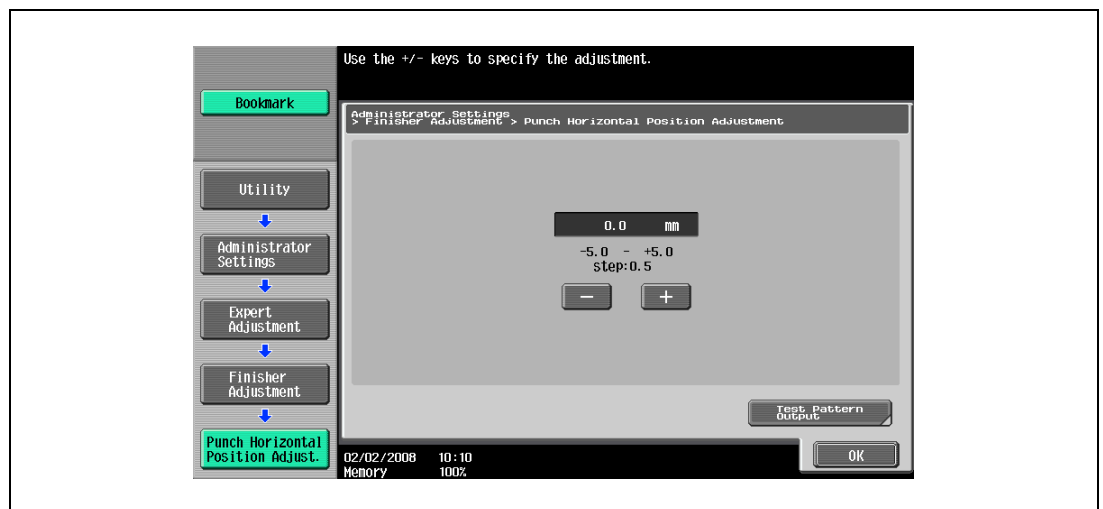 Use the +/- keys to specify the adjustment.
Bookmark
Administrator Settings
> Finisher Adjustment > Punch Horizontal Position Adjustment
Utility
Administrator
Settings
Expert
Adjustment
Finisher
Adjustment
Punch Horizontal
Position Adjust.
0.0 mm
-5.0 - +5.0
step:0.5
− +
Test Pattern
Output
OK
02/02/2008 10:10
Memory 100%